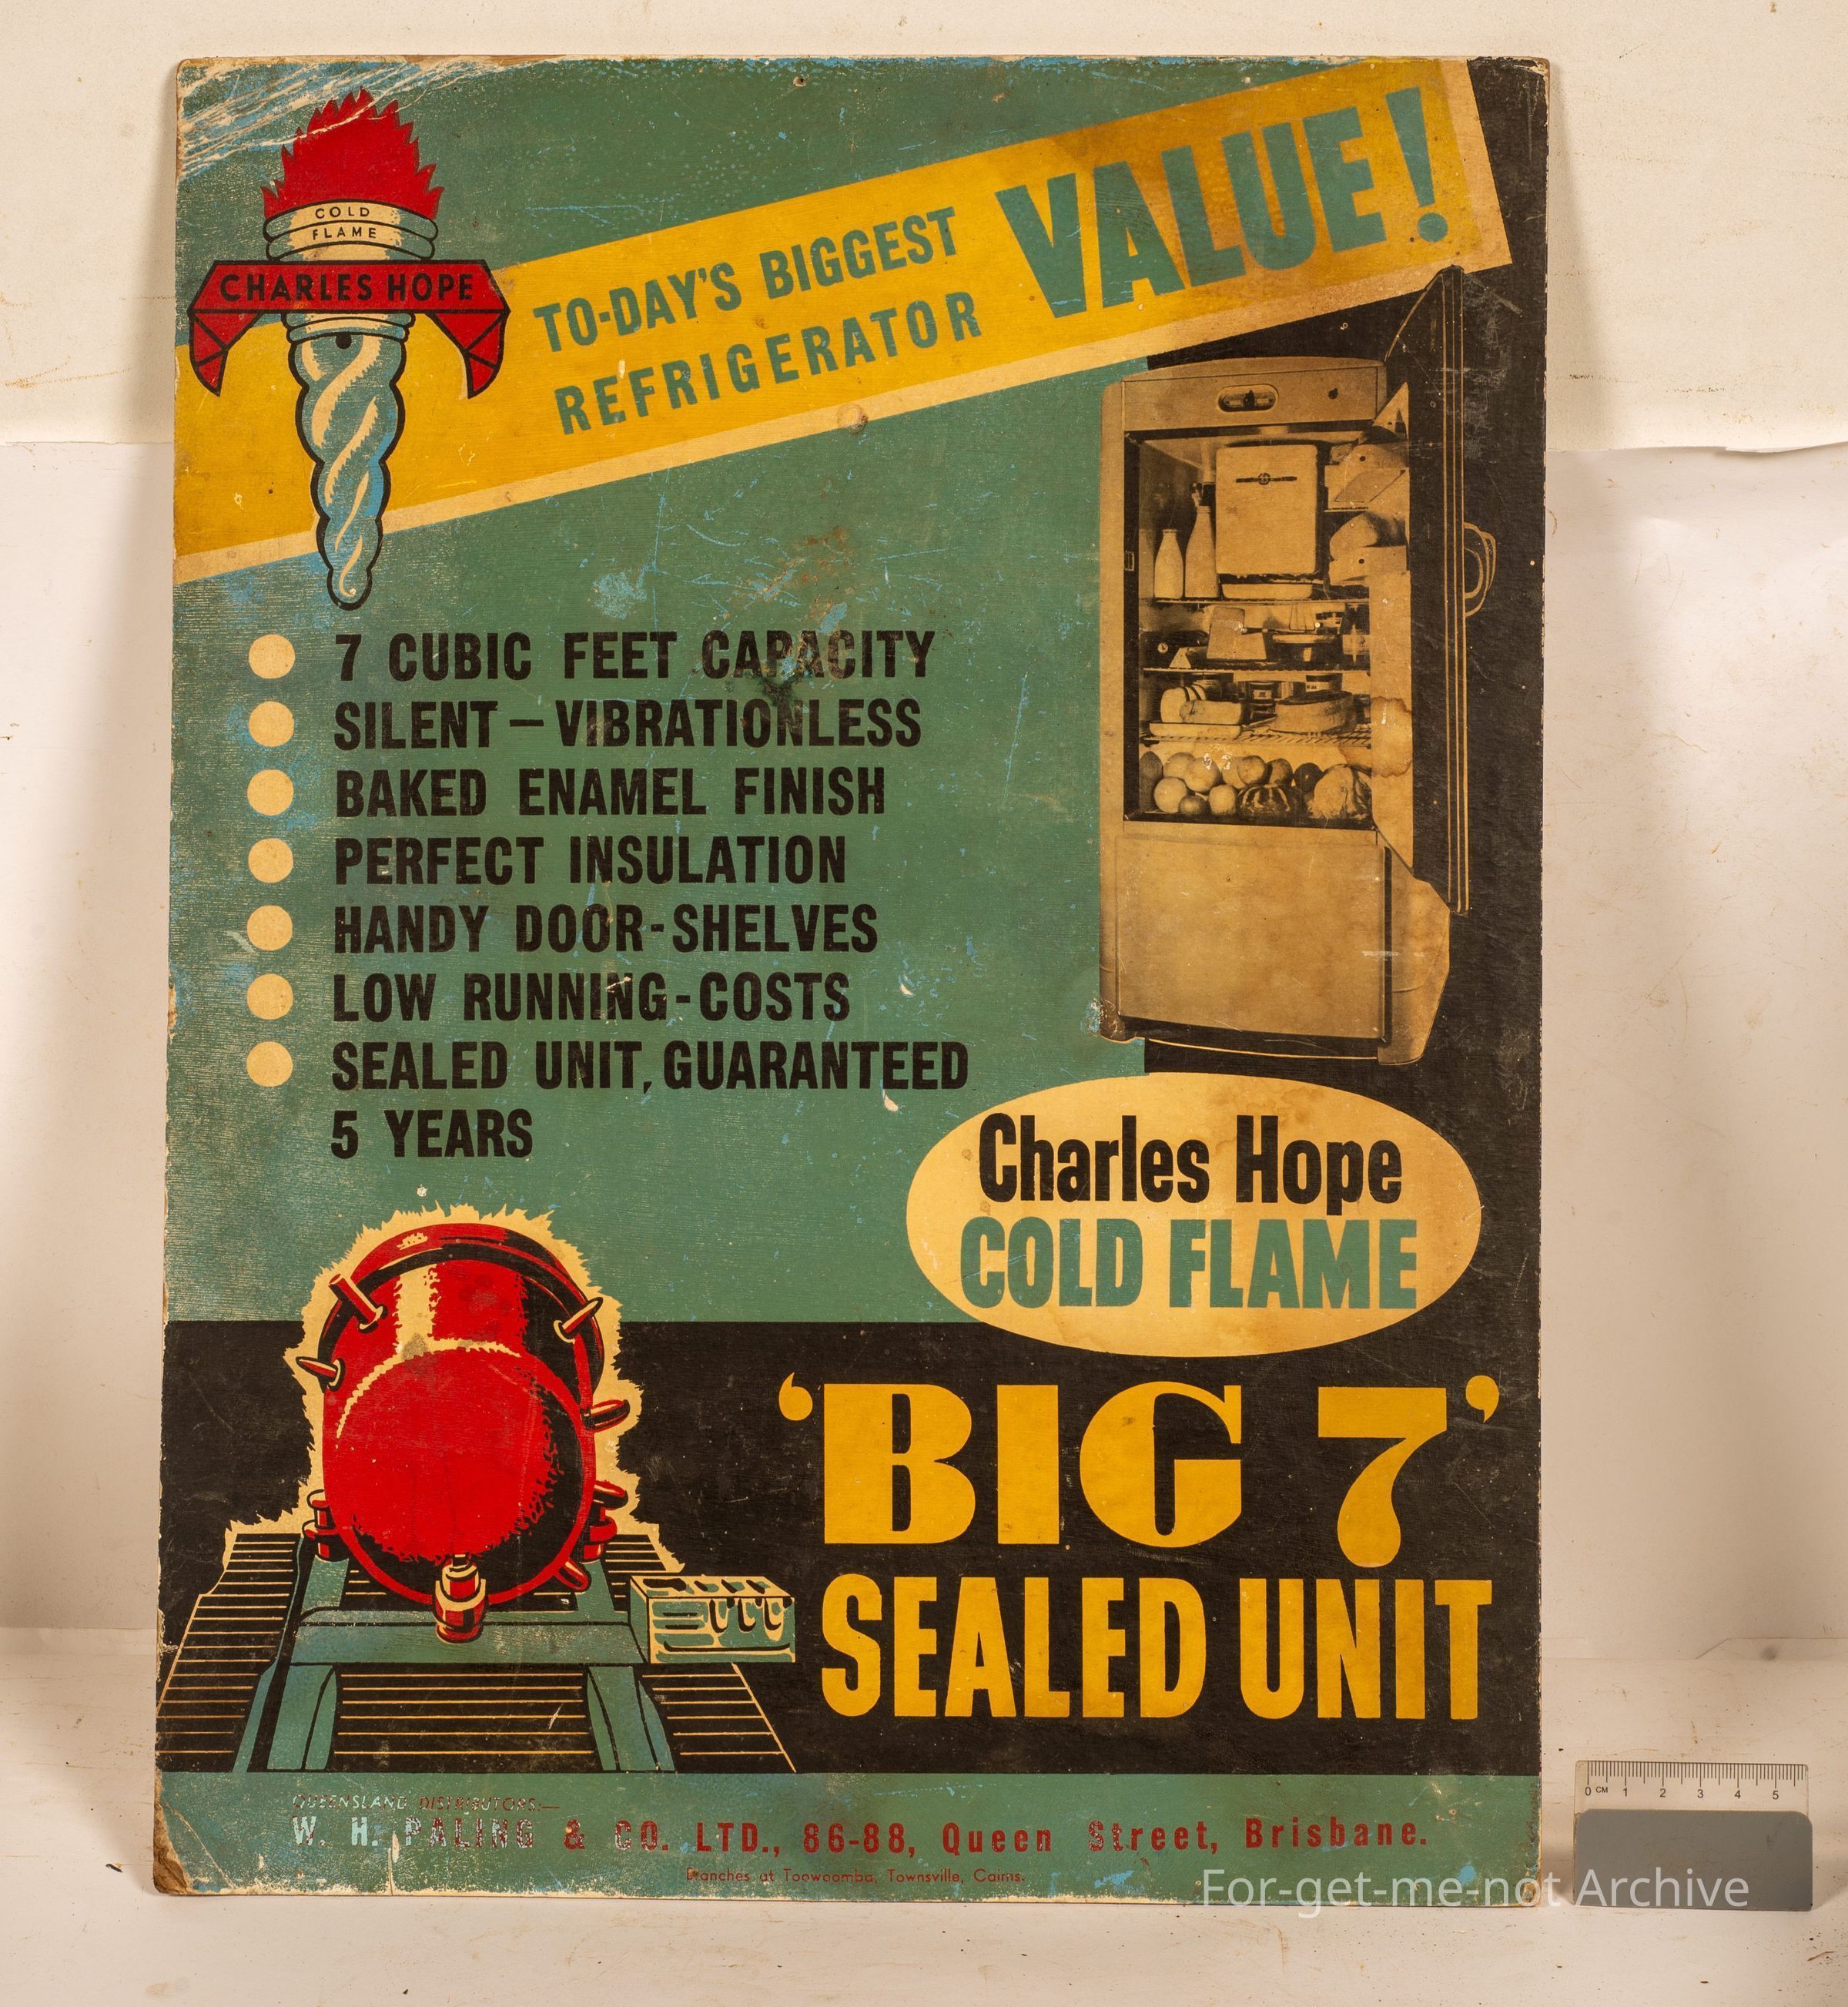 COLD
FLAME
CHARLES HOPE
TO-DAY'S BIGGEST
REFRIGERATOR
VALUE!
7 CUBIC FEET CAPACITY
SILENT — VIBRATIONLESS
BAKED ENAMEL FINISH
PERFECT INSULATION
HANDY DOOR-SHELVES
LOW RUNNING-COSTS
SEALED UNIT, GUARANTEED
5 YEARS
Charles Hope
COLD FLAME
'BIG 7'
SEALED UNIT
QUEENSLAND DISTRIBUTORS:—
W. H. PALING & CO. LTD., 86-88, Queen Street, Brisbane.
Branches at Toowoomba, Townsville, Cairns.
0 CM 1 2 3 4 5
For-get-me-not Archive